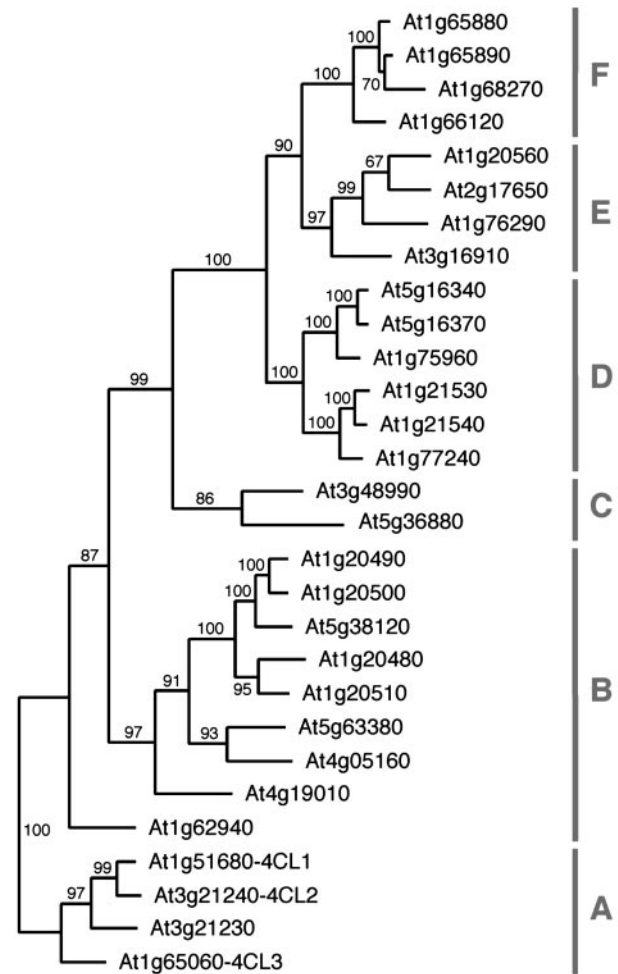 At1g65880
100
At1g65890
100
70
At1g68270
F
At1g66120
90
At1g20560
67
At2g17650
99
At1g76290
97
E
At3g16910
100
At5g16340
100
At5g16370
100
At1g75960
100
D
At1g21530
100
At1g21540
100
At1g77240
99
At3g48990
86
C
At5g36880
87
At1g20490
100
At1g20500
100
At5g38120
100
At1g20480
95
At1g20510
91
B
At5g63380
93
97
At4g05160
At4g19010
At1g62940
100
At1g51680-4CL1
99
At3g21240-4CL2
97
A
At3g21230
At1g65060-4CL3